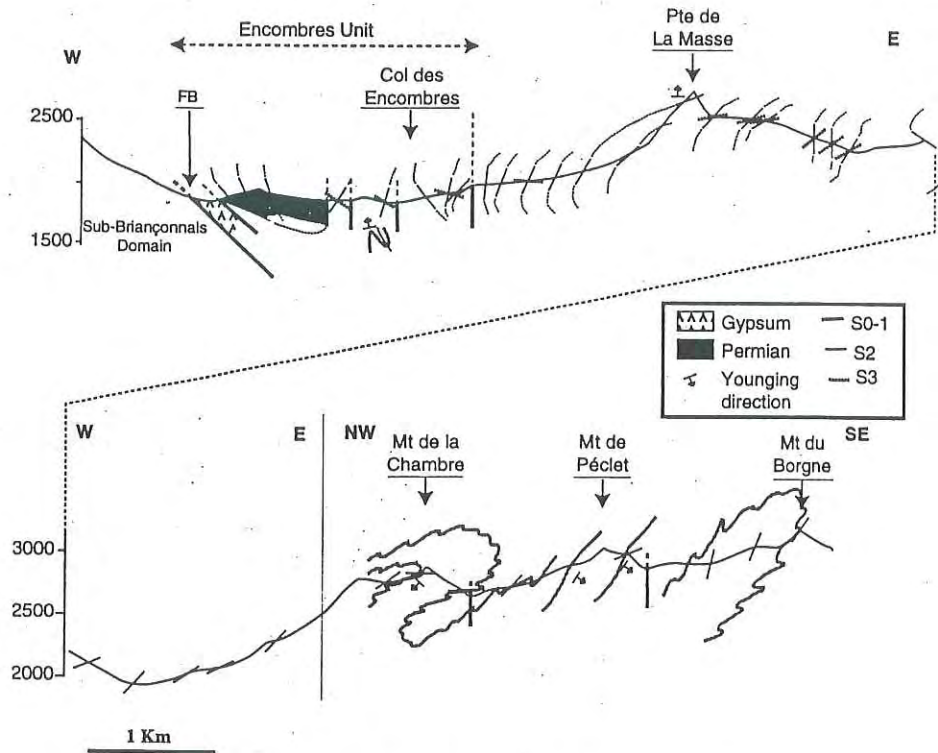 Encombres Unit
Pte de
La Masse
W
E
FB
Col des
Encombres
2500
1500
Sub-Briançonnais
Domain
Gypsum
S0-1
Permian
S2
Younging
direction
S3
W
E
NW
SE
Mt de la
Chambre
Mt de
Péclet
Mt du
Borgne
3000
2500
2000
1 Km